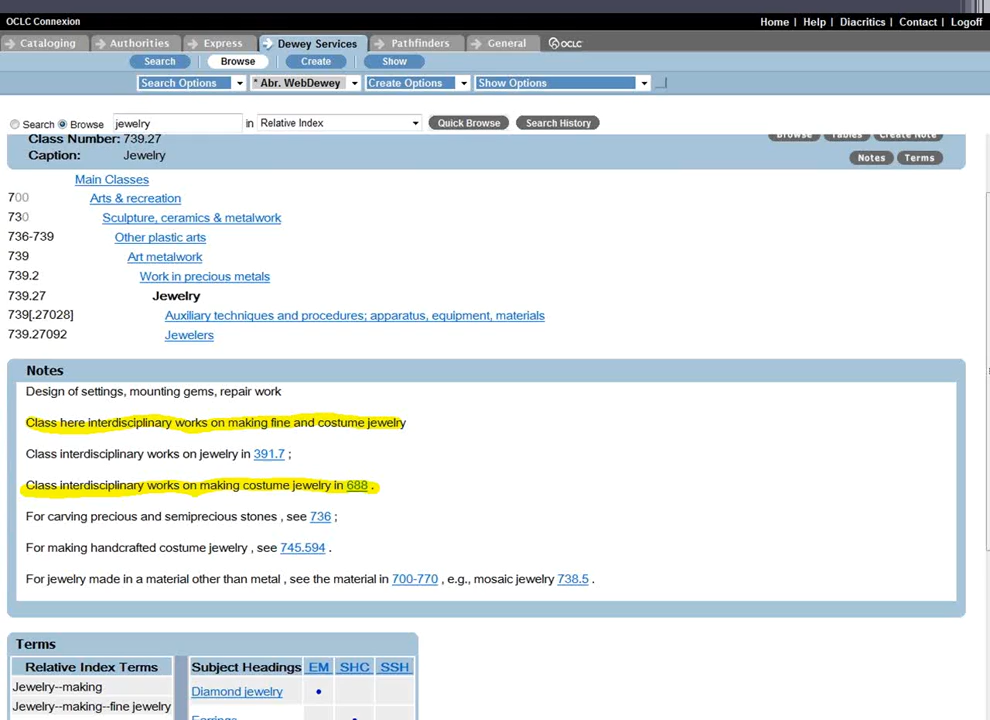 OCLC Connexion
Home | Help | Diacritics | Contact | Logoff
Cataloging Authorities Express Dewey Services Pathfinders General OCLC
Search Browse Create Show
Search Options * Abr. WebDewey Create Options Show Options
Search Browse jewelry in Relative Index Quick Browse Search History
Class Number: 739.27 Browse Tables Create Note
Caption: Jewelry Notes Terms
Main Classes
700 Arts & recreation
730 Sculpture, ceramics & metalwork
736-739 Other plastic arts
739 Art metalwork
739.2 Work in precious metals
739.27 Jewelry
739[.27028] Auxiliary techniques and procedures; apparatus, equipment, materials
739.27092 Jewelers
Notes
Design of settings, mounting gems, repair work
Class here interdisciplinary works on making fine and costume jewelry
Class interdisciplinary works on jewelry in 391.7 ;
Class interdisciplinary works on making costume jewelry in 688 .
For carving precious and semiprecious stones , see 736 ;
For making handcrafted costume jewelry , see 745.594 .
For jewelry made in a material other than metal , see the material in 700-770 , e.g., mosaic jewelry 738.5 .
Terms
Relative Index Terms Subject Headings EM SHC SSH
Jewelry--making Diamond jewelry •
Jewelry--making--fine jewelry Earrings